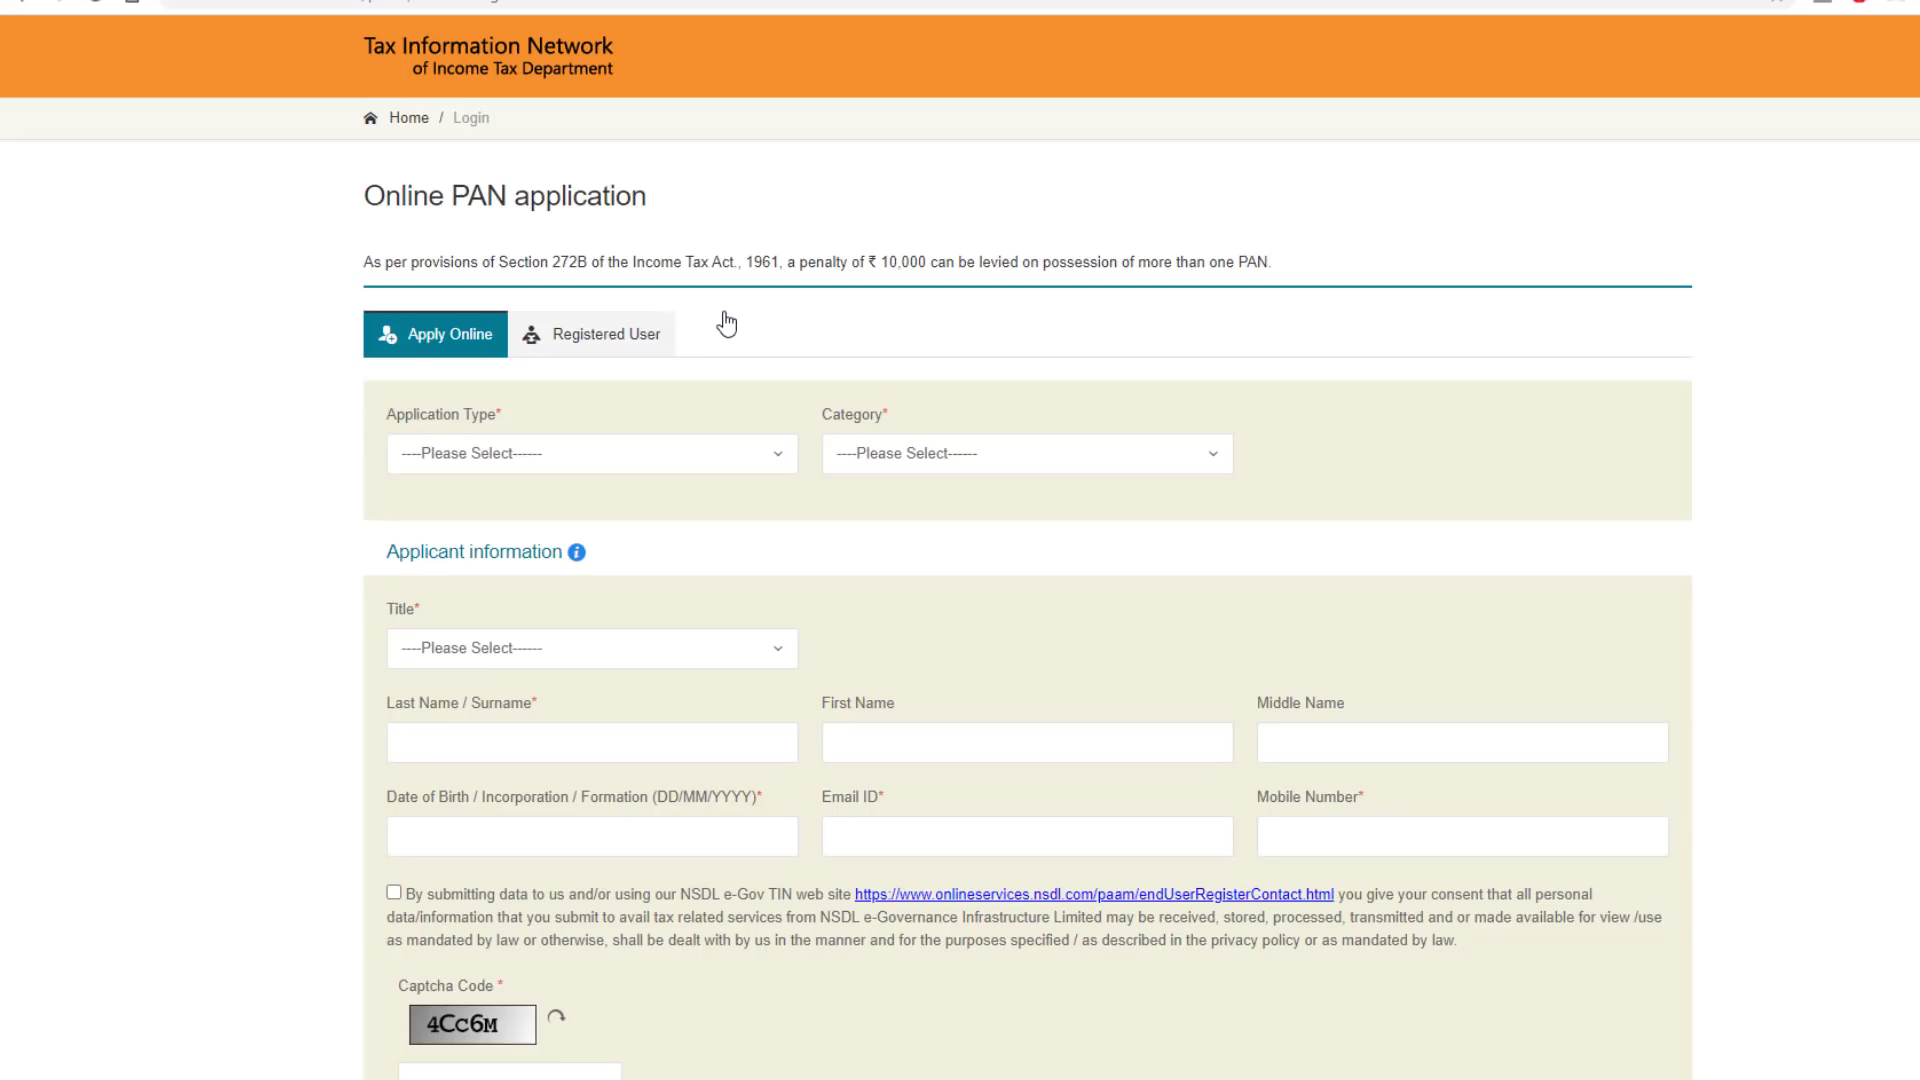 Tax Information Network
of Income Tax Department
Home / Login
Online PAN application
As per provisions of Section 272B of the Income Tax Act., 1961, a penalty of ₹ 10,000 can be levied on possession of more than one PAN.
Apply Online Registered User
Application Type* Category*
----Please Select------ ----Please Select------
Applicant information i
Title*
----Please Select------
Last Name / Surname* First Name Middle Name
Date of Birth / Incorporation / Formation (DD/MM/YYYY)* Email ID* Mobile Number*
By submitting data to us and/or using our NSDL e-Gov TIN web site https://www.onlineservices.nsdl.com/paam/endUserRegisterContact.html you give your consent that all personal
data/information that you submit to avail tax related services from NSDL e-Governance Infrastructure Limited may be received, stored, processed, transmitted and or made available for view /use
as mandated by law or otherwise, shall be dealt with by us in the manner and for the purposes specified / as described in the privacy policy or as mandated by law.
Captcha Code *
4Cc6M